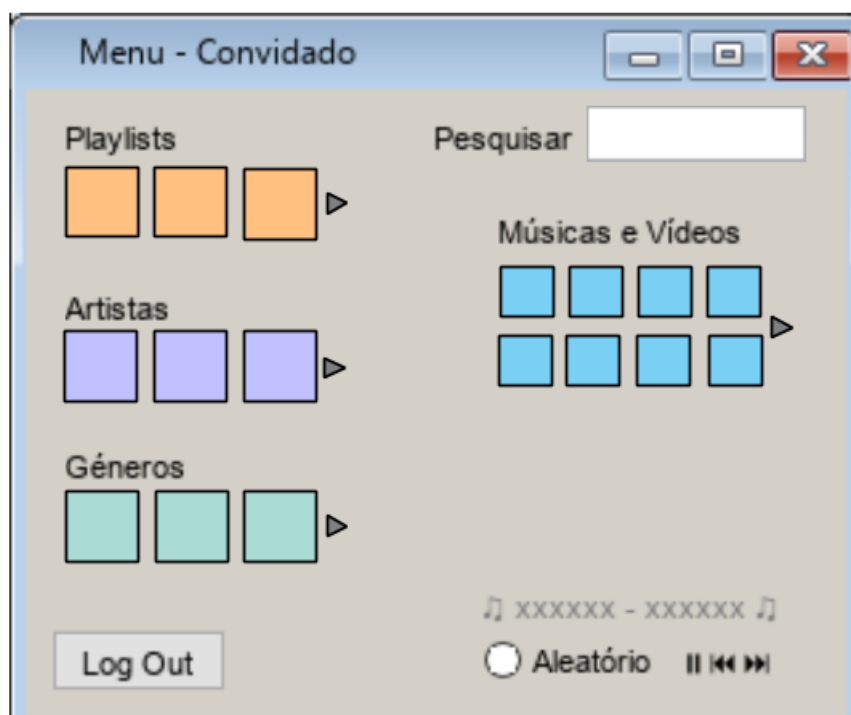 Menu - Convidado
Playlists
Pesquisar
Músicas e Vídeos
Artistas
Géneros
♫ xxxxxx - xxxxxx ♫
Log Out
Aleatório